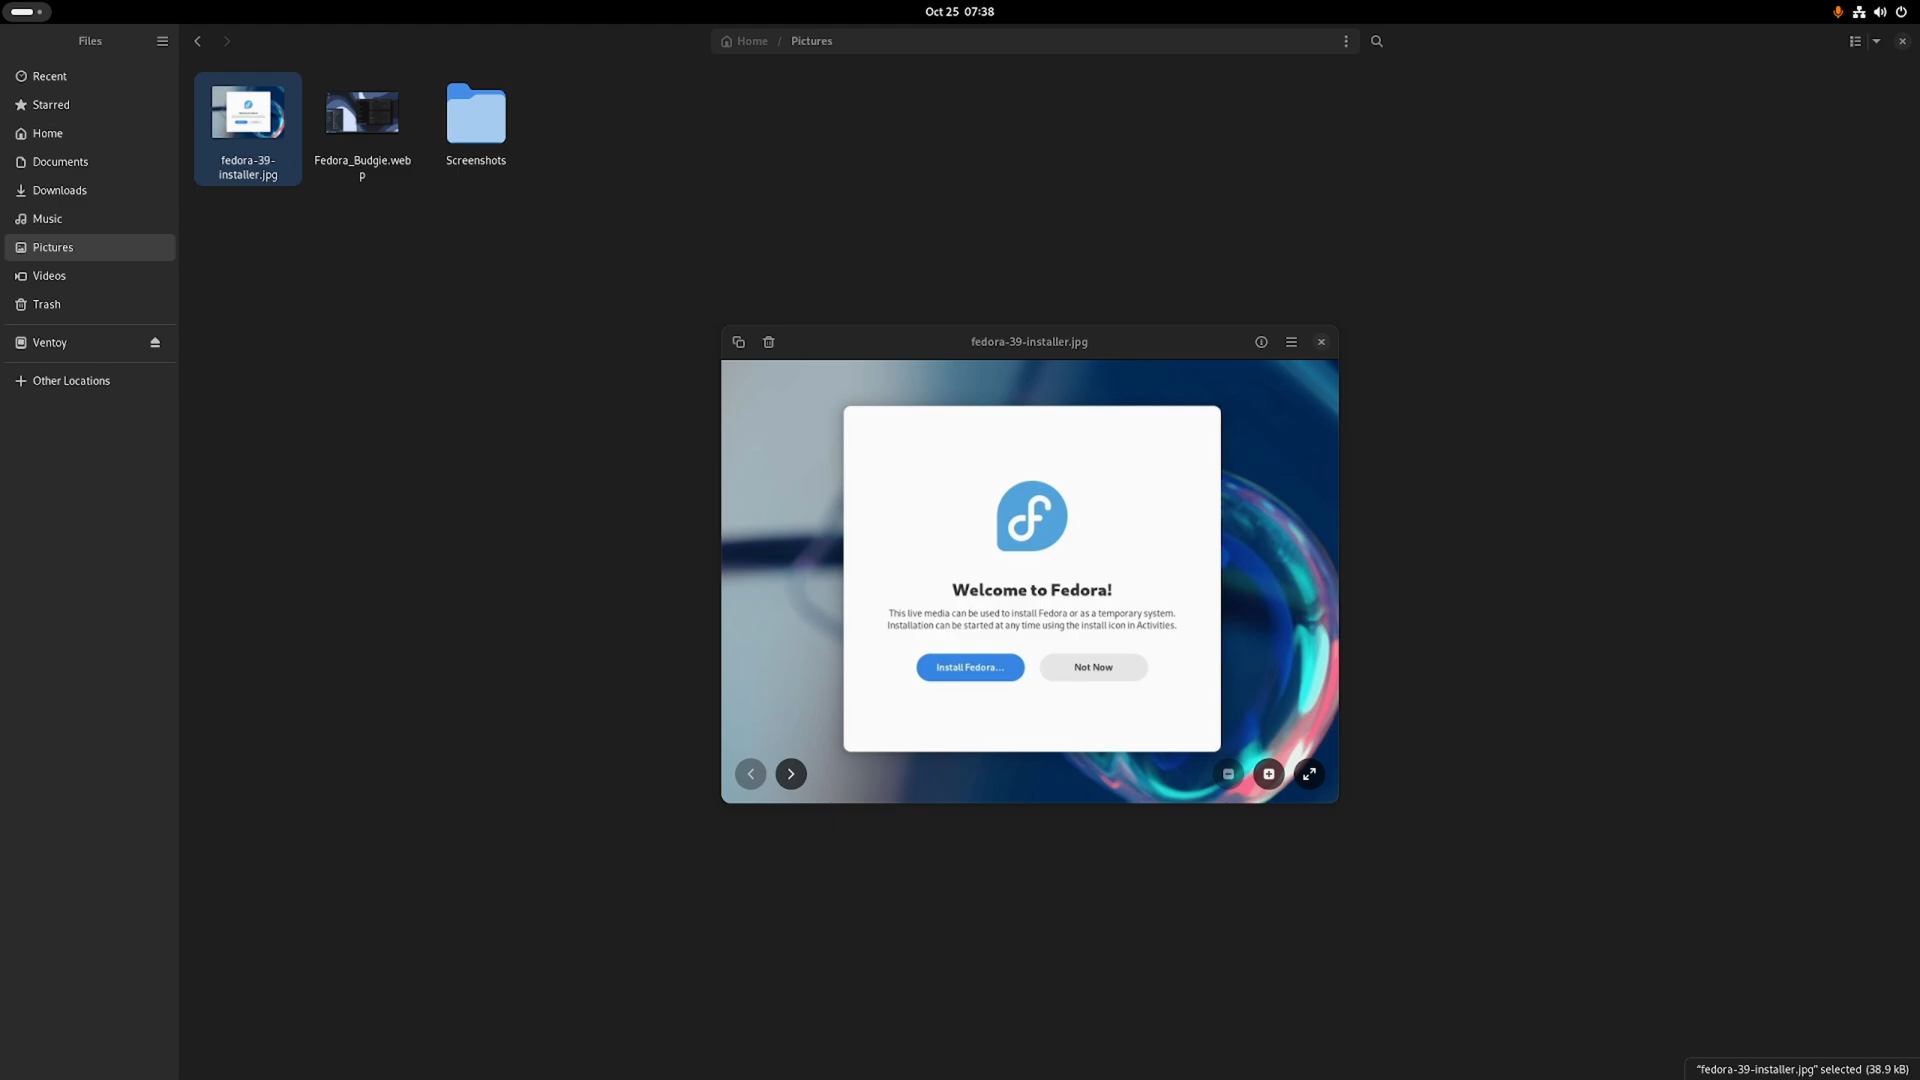 Oct 25 07:38
Files
Home / Pictures
Recent
Starred
Home
Documents
Downloads
Music
Pictures
Videos
Trash
Ventoy
Other Locations
fedora-39-
installer.jpg
Fedora_Budgie.web
p
Screenshots
fedora-39-installer.jpg
Welcome to Fedora!
This live media can be used to install Fedora or as a temporary system.
Installation can be started at any time using the install icon in Activities.
Install Fedora...
Not Now
"fedora-39-installer.jpg" selected (38.9 kB)